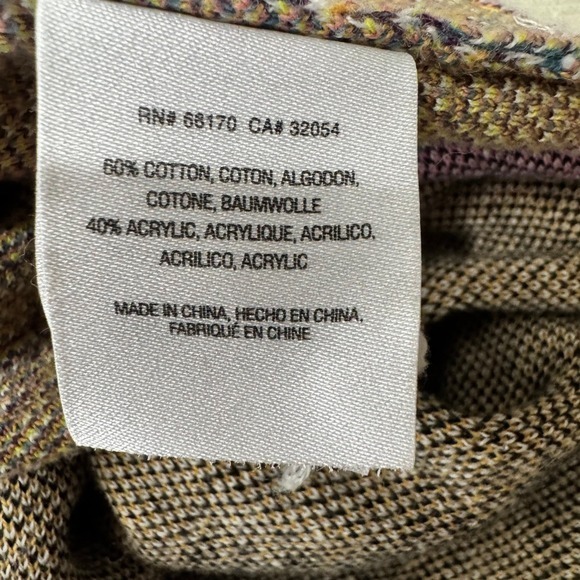 RN# 66170 CA# 32054
60% COTTON, COTON, ALGODON,
COTONE, BAUMWOLLE
40% ACRYLIC, ACRYLIQUE, ACRILICO,
ACRILICO, ACRYLIC
MADE IN CHINA, HECHO EN CHINA,
FABRIQUÉ EN CHINE